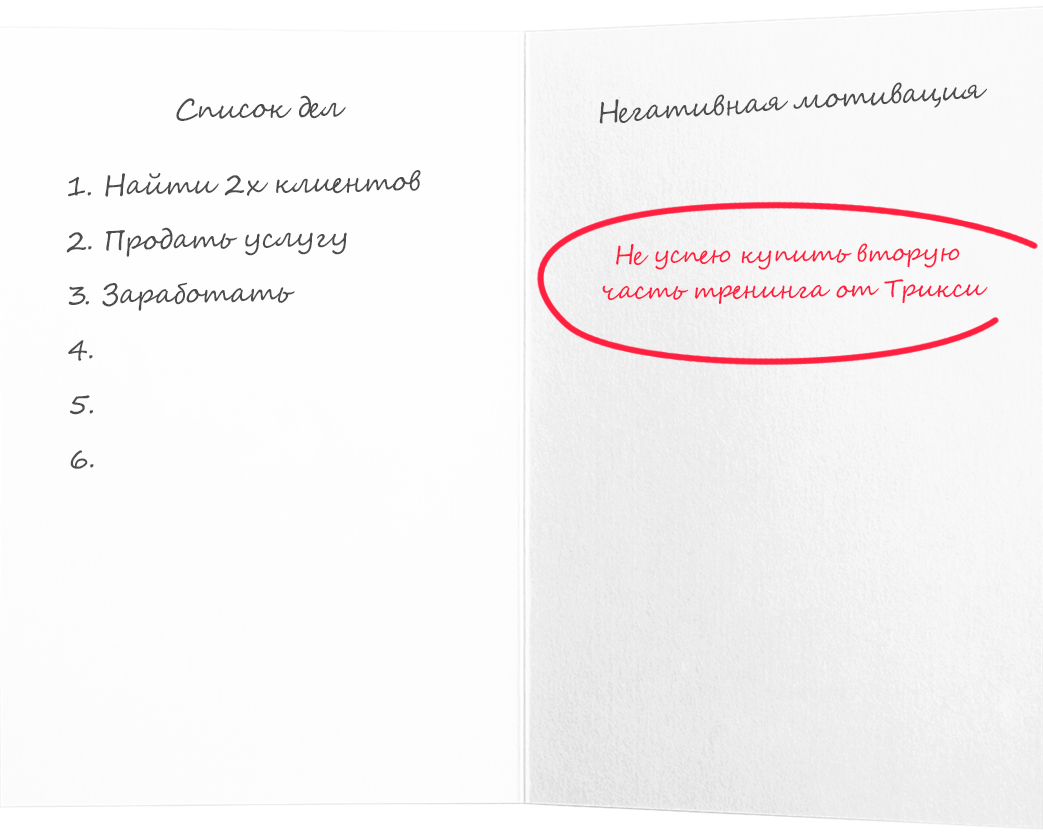 Список дел
1. Найти 2х клиентов
2. Продать услугу
3. Заработать
4.
5.
6.
Негативная мотивация
Не успею купить вторую
часть тренинга от Трикси